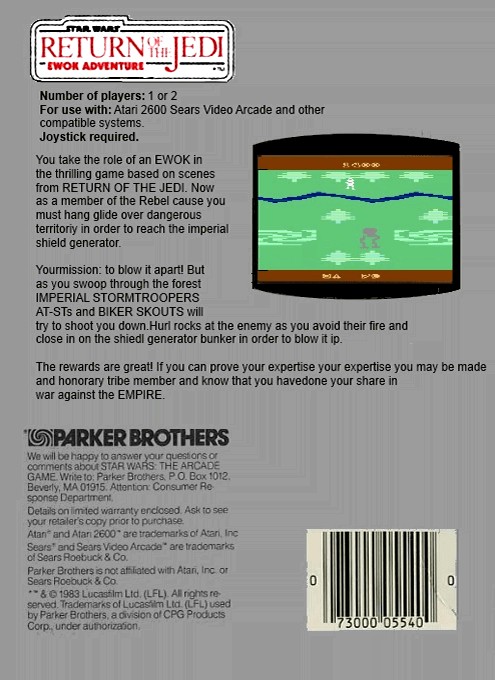 STAR WARS
RETURN OF THE JEDI
EWOK ADVENTURE
Number of players: 1 or 2
For use with: Atari 2600 Sears Video Arcade and other
compatible systems.
Joystick required.
You take the role of an EWOK in
the thrilling game based on scenes
from RETURN OF THE JEDI. Now
as a member of the Rebel cause you
must hang glide over dangerous
territoriy in order to reach the imperial
shield generator.
Yourmission: to blow it apart! But
as you swoop through the forest
IMPERIAL STORMTROOPERS
AT-STs and BIKER SKOUTS will
try to shoot you down.Hurl rocks at the enemy as you avoid their fire and
close in on the shiedl generator bunker in order to blow it ip.
The rewards are great! If you can prove your expertise your expertise you may be made
and honorary tribe member and know that you havedone your share in
war against the EMPIRE.
PARKER BROTHERS
We will be happy to answer your questions or
comments about STAR WARS: THE ARCADE
GAME. Write to: Parker Brothers, P.O. Box 1012,
Beverly, MA 01915. Attention: Consumer Re-
sponse Department.
Details on limited warranty enclosed. Ask to see
your retailer's copy prior to purchase.
Atari® and Atari 2600™ are trademarks of Atari, Inc
Sears® and Sears Video Arcade™ are trademarks
of Sears Roebuck & Co.
Parker Brothers is not affiliated with Atari, Inc. or
Sears Roebuck & Co.
™ & © 1983 Lucasfilm Ltd. (LFL). All rights re-
served. Trademarks of Lucasfilm Ltd. (LFL) used
by Parker Brothers, a division of CPG Products
Corp., under authorization.
0 0
73000 05540